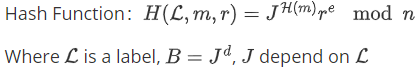 Hash Function: H(ℒ, m, r) = J^{ℋ(m)} r^e mod n
Where ℒ is a label, B = J^d, J depend on ℒ